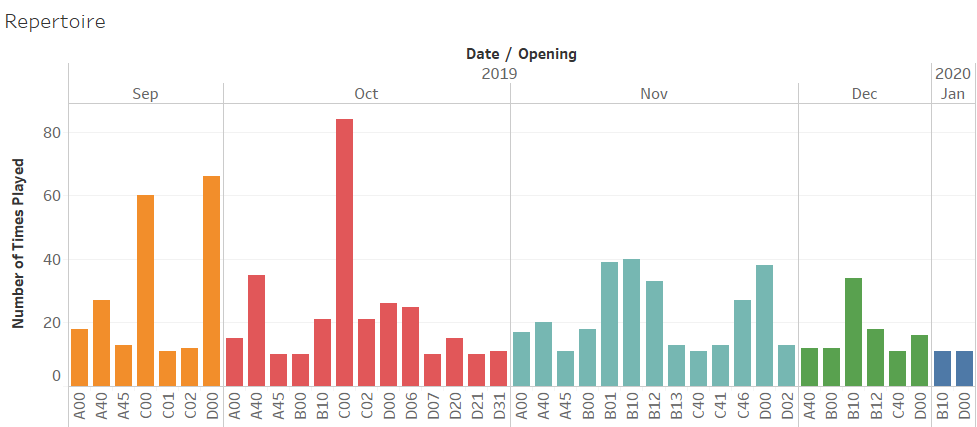 Repertoire
Date / Opening
2019 2020
Sep Oct Nov Dec Jan
Number of Times Played
80
60
40
20
0
A00 A40 A45 C00 C01 C02 D00 A00 A40 A45 B00 B10 C00 C02 D00 D06 D07 D20 D21 D31 A00 A40 A45 B00 B01 B10 B12 B13 C40 C41 C46 D00 D02 A40 B00 B10 B12 C40 D00 B10 D00